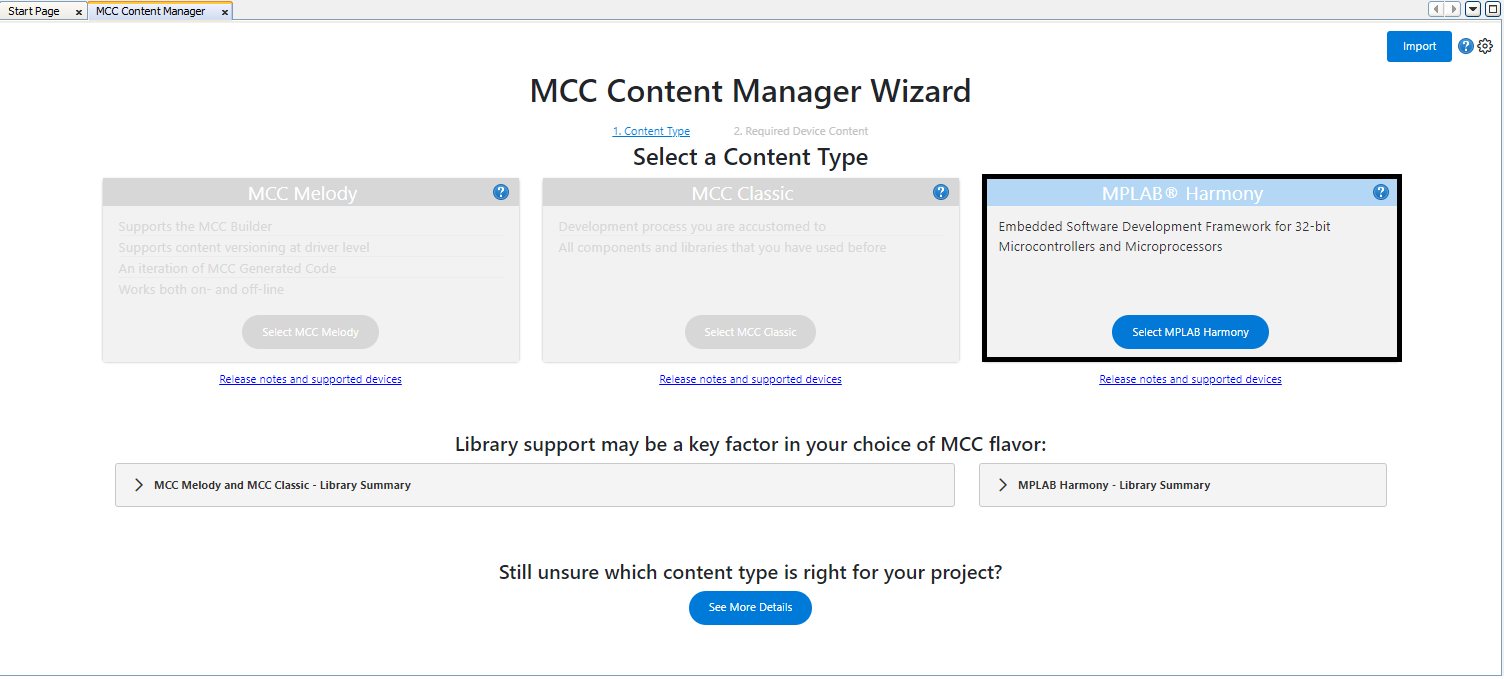 Start Page x
MCC Content Manager x
Import
?
MCC Content Manager Wizard
1. Content Type
2. Required Device Content
Select a Content Type
MCC Melody ?
Supports the MCC Builder
Supports content versioning at driver level
An iteration of MCC Generated Code
Works both on- and off-line
Select MCC Melody
Release notes and supported devices
MCC Classic ?
Development process you are accustomed to
All components and libraries that you have used before
Select MCC Classic
Release notes and supported devices
MPLAB® Harmony ?
Embedded Software Development Framework for 32-bit
Microcontrollers and Microprocessors
Select MPLAB Harmony
Release notes and supported devices
Library support may be a key factor in your choice of MCC flavor:
MCC Melody and MCC Classic - Library Summary
MPLAB Harmony - Library Summary
Still unsure which content type is right for your project?
See More Details